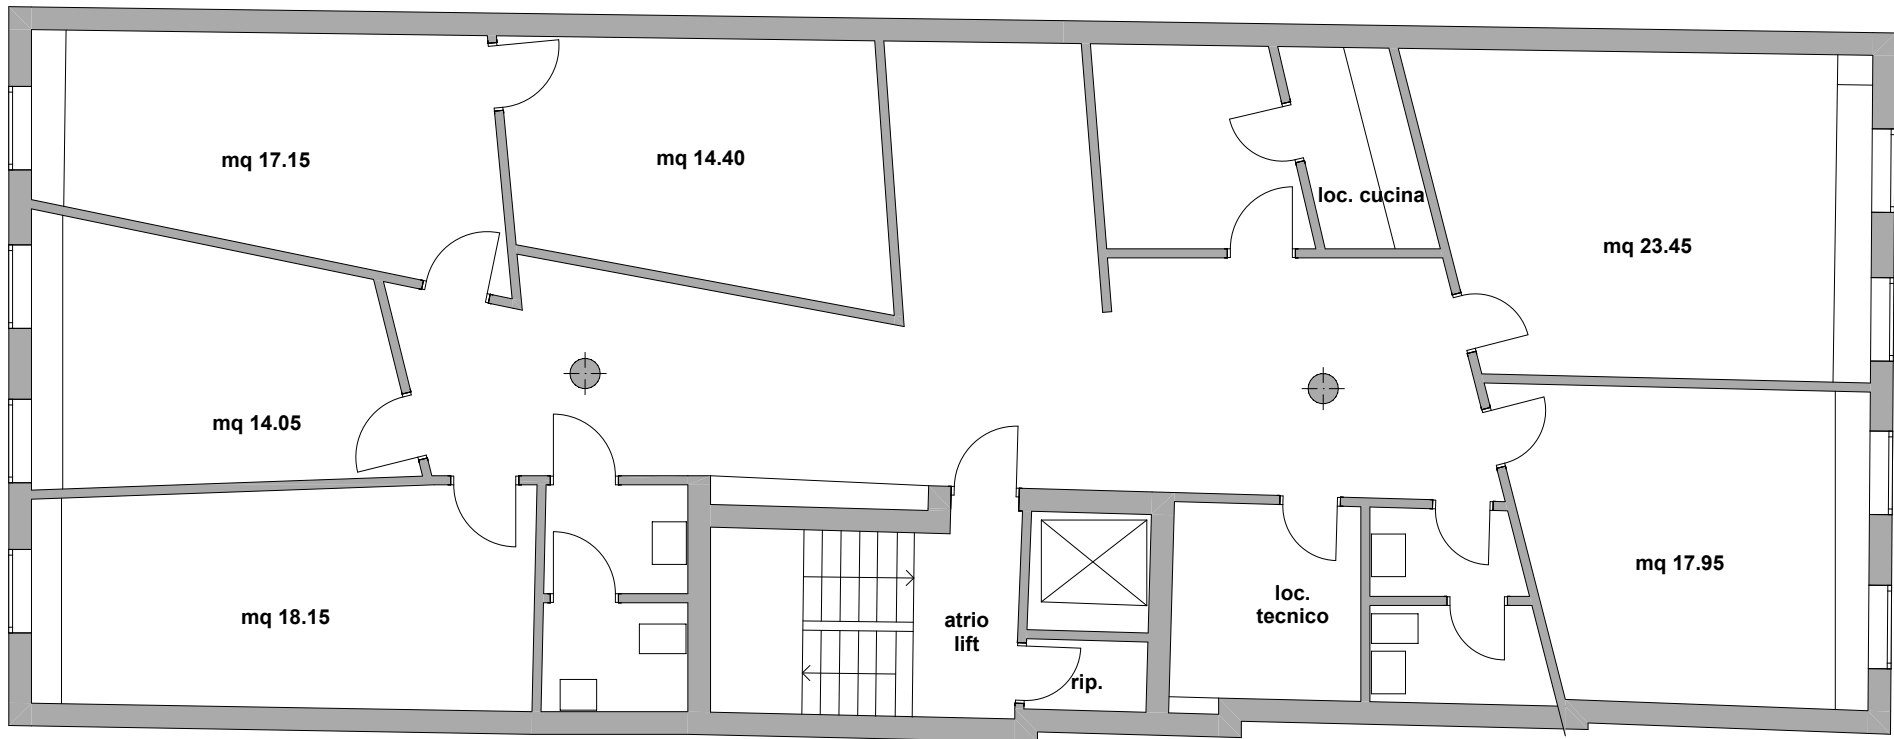 mq 17.15
mq 14.40
loc. cucina
mq 23.45
mq 14.05
mq 17.95
mq 18.15
atrio
lift
loc.
tecnico
rip.